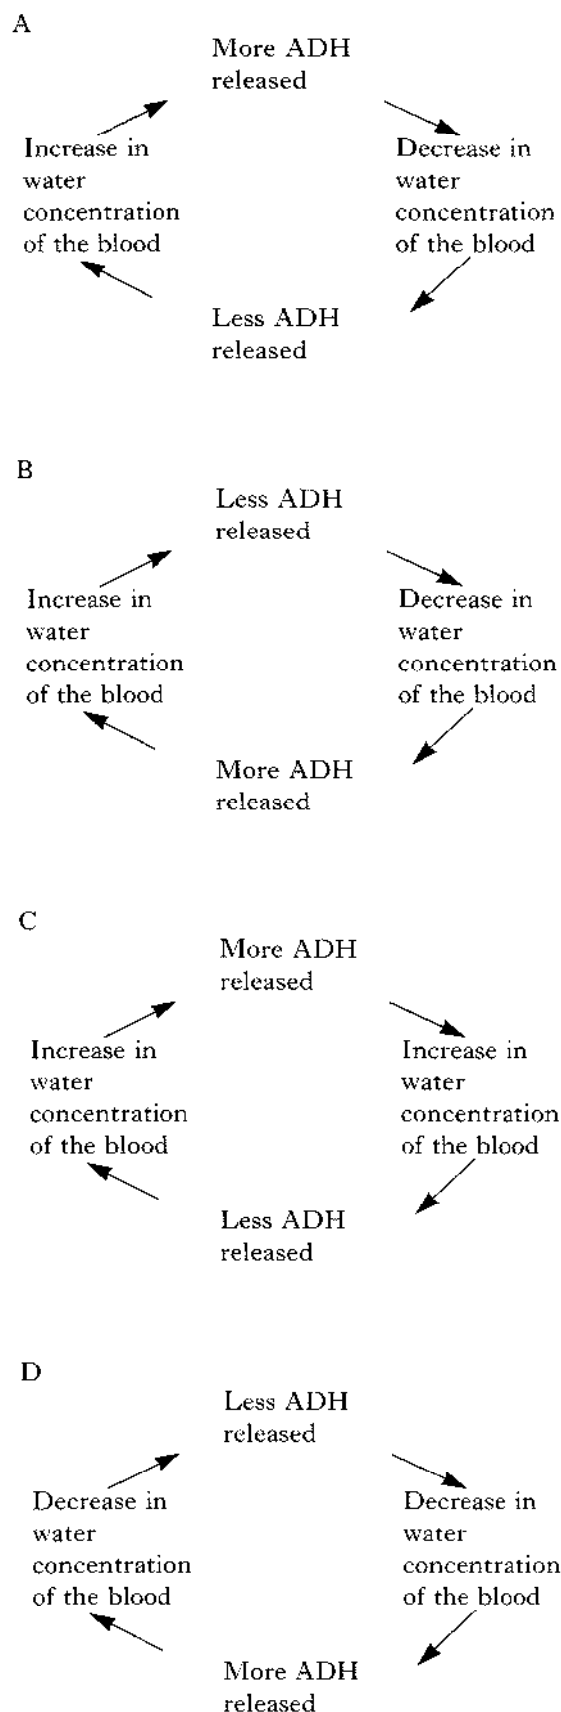 A
More ADH
released
Increase in
water
concentration
of the blood
Decrease in
water
concentration
of the blood
Less ADH
released
B
Less ADH
released
Increase in
water
concentration
of the blood
Decrease in
water
concentration
of the blood
More ADH
released
C
More ADH
released
Increase in
water
concentration
of the blood
Increase in
water
concentration
of the blood
Less ADH
released
D
Less ADH
released
Decrease in
water
concentration
of the blood
Decrease in
water
concentration
of the blood
More ADH
released